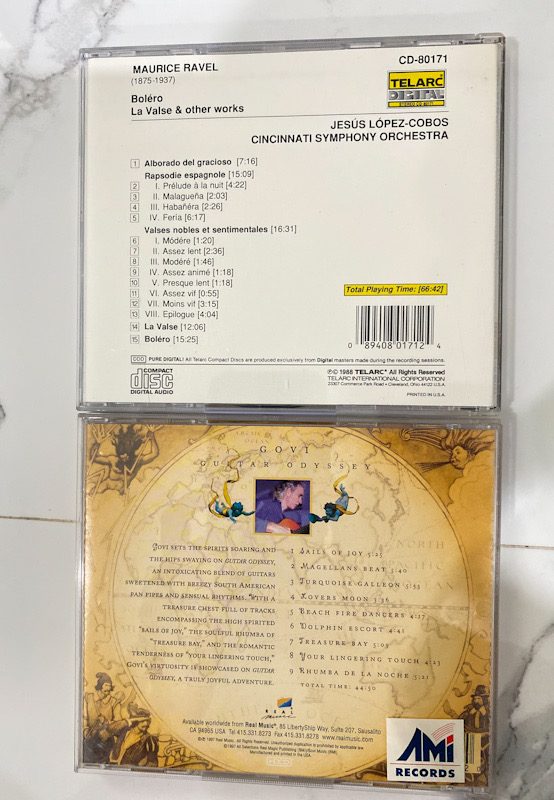 MAURICE RAVEL
(1875-1937)
Boléro
La Valse & other works
CD-80171
TELARC
DIGITAL
JESÚS LÓPEZ-COBOS
CINCINNATI SYMPHONY ORCHESTRA
1 Alborado del gracioso [7:16]
Rapsodie espagnole [15:09]
2 I. Prélude à la nuit [4:22]
3 II. Malagueña [2:03]
4 III. Habañéra [2:26]
5 IV. Feria [6:17]
Valses nobles et sentimentales [16:31]
6 I. Módére [1:20]
7 II. Assez lent [2:36]
8 III. Modéré [1:46]
9 IV. Assez animé [1:18]
10 V. Presque lent [1:18]
11 VI. Assez vif [0:55]
12 VII. Moins vif [3:15]
13 VIII. Epilogue [4:04]
14 La Valse [12:06]
15 Boléro [15:25]
Total Playing Time: [66:42]
0 89408 01712 4
DDD PURE DIGITAL! All Telarc Compact Discs are produced exclusively from Digital masters made during the recording sessions.
COMPACT
disc
DIGITAL AUDIO
℗© 1988 TELARC® All Rights Reserved
TELARC INTERNATIONAL CORPORATION
23307 Commerce Park Road • Cleveland, Ohio 44122 U.S.A.
PRINTED IN U.S.A.
GOVI
GUITAR ODYSSEY
GOVI SETS THE SPIRITS SOARING AND
THE HIPS SWAYING ON GUITAR ODYSSEY,
AN INTOXICATING BLEND OF GUITARS
SWEETENED WITH BREEZY SOUTH AMERICAN
PAN PIPES AND SENSUAL RHYTHMS. WITH A
TREASURE CHEST FULL OF TRACKS
ENCOMPASSING THE HIGH SPIRITED
"SAILS OF JOY," THE SOULFUL RHUMBA OF
"TREASURE BAY," AND THE ROMANTIC
TENDERNESS OF "YOUR LINGERING TOUCH,"
GOVI'S VIRTUOSITY IS SHOWCASED ON GUITAR
ODYSSEY, A TRULY JOYFUL ADVENTURE.
1 SAILS OF JOY 5:25
2 MAGELLANS BEAT 5:40
3 TURQUOISE GALLEON 5:55
4 LOVERS MOON 3:36
5 BEACH FIRE DANCERS 4:17
6 DOLPHIN ESCORT 4:41
7 TREASURE BAY 5:05
8 YOUR LINGERING TOUCH 4:23
9 RHUMBA DE LA NOCHE 5:21
TOTAL TIME: 44:50
REAL
music
Available worldwide from Real Music®, 85 LibertyShip Way, Suite 207, Sausalito
CA 94965 USA Tel 415.331.8273 Fax 415.331.8278 www.realmusic.com
AMi
RECORDS